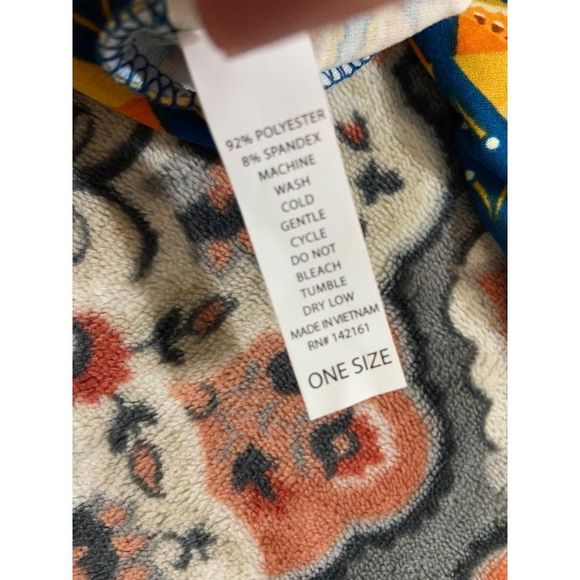 92% POLYESTER
8% SPANDEX
MACHINE
WASH
COLD
GENTLE
CYCLE
DO NOT
BLEACH
TUMBLE
DRY LOW
MADE IN VIETNAM
RN# 142161
ONE SIZE